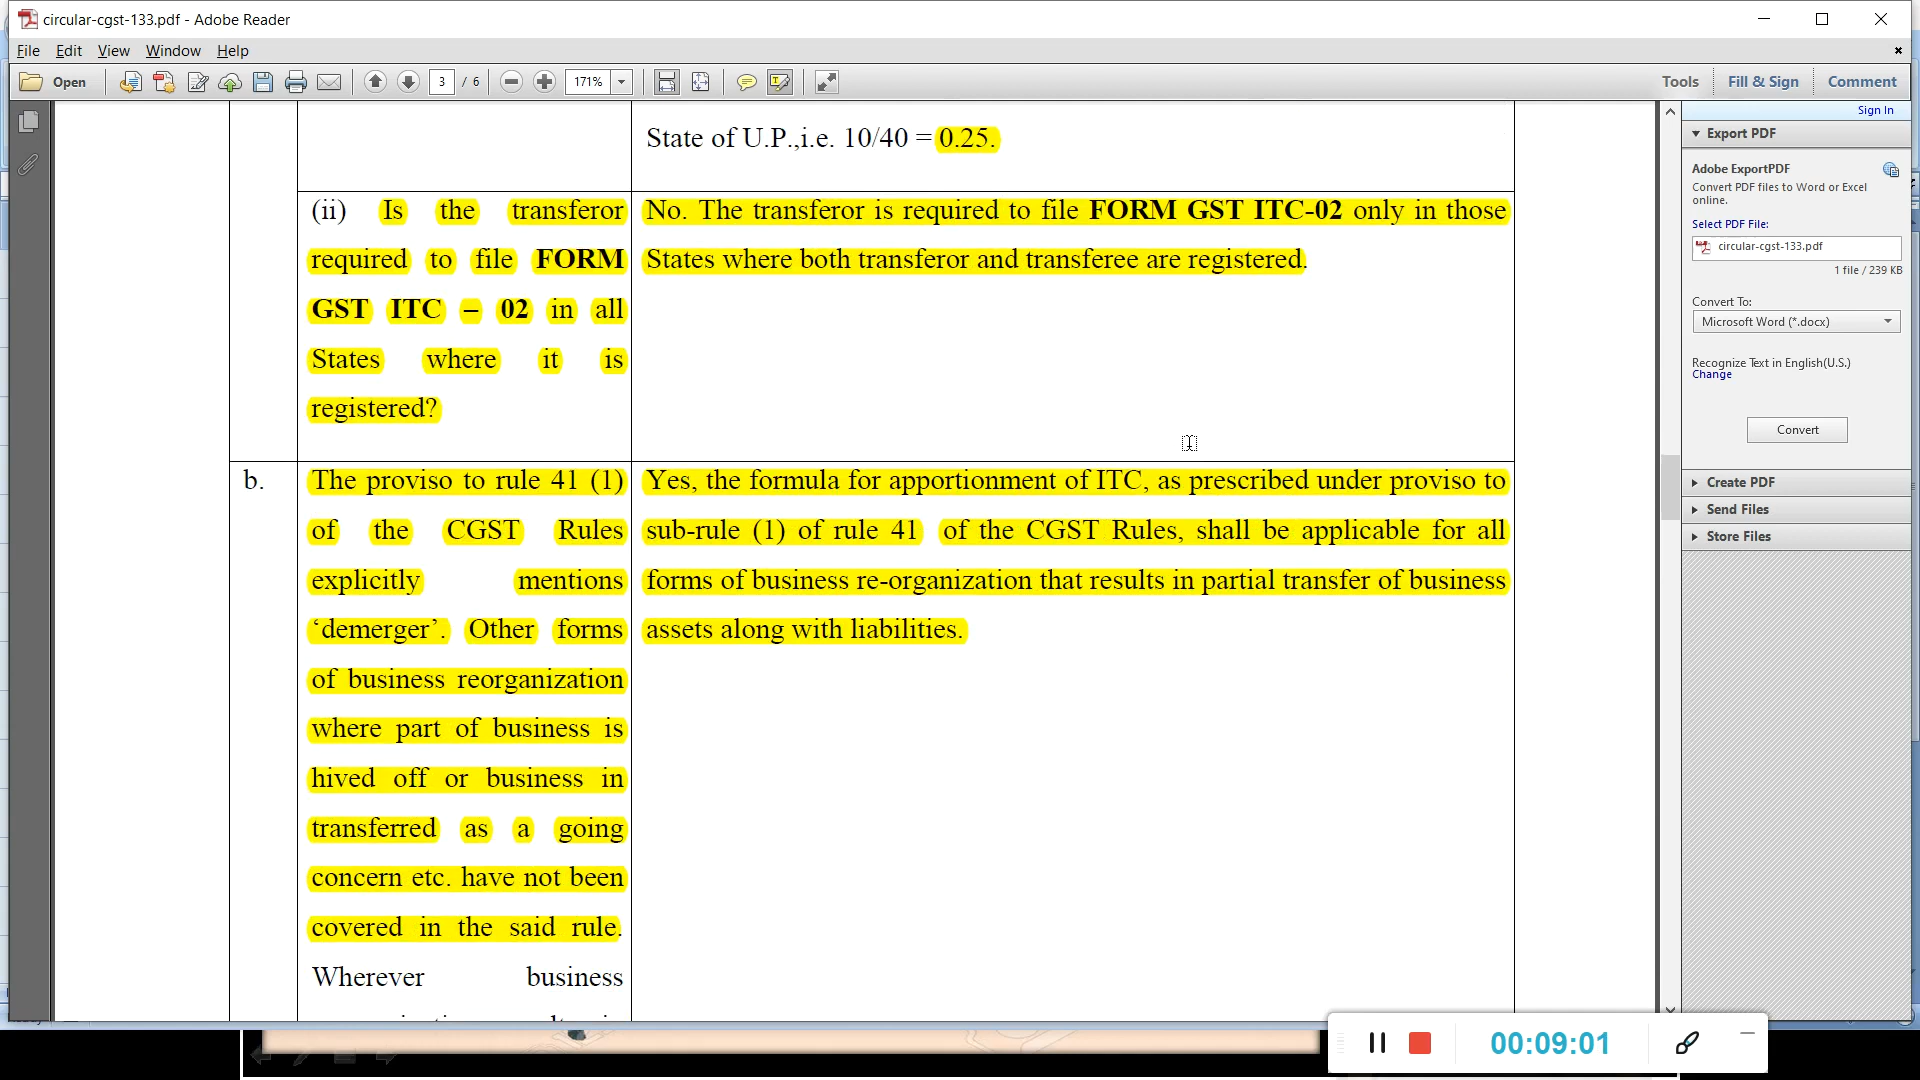 circular-cgst-133.pdf - Adobe Reader
File Edit View Window Help
Open 3 / 6 171% Tools Fill & Sign Comment
Sign In
Export PDF
Adobe ExportPDF
Convert PDF files to Word or Excel
online.
Select PDF File:
circular-cgst-133.pdf
1 file / 239 KB
Convert To:
Microsoft Word (*.docx)
Recognize Text in English(U.S.)
Change
Convert
Create PDF
Send Files
Store Files
State of U.P.,i.e. 10/40 = 0.25.
(ii) Is the transferor
required to file FORM
GST ITC – 02 in all
States where it is
registered?
No. The transferor is required to file FORM GST ITC-02 only in those
States where both transferor and transferee are registered.
b.
The proviso to rule 41 (1)
of the CGST Rules
explicitly mentions
‘demerger’. Other forms
of business reorganization
where part of business is
hived off or business in
transferred as a going
concern etc. have not been
covered in the said rule.
Wherever business
Yes, the formula for apportionment of ITC, as prescribed under proviso to
sub-rule (1) of rule 41 of the CGST Rules, shall be applicable for all
forms of business re-organization that results in partial transfer of business
assets along with liabilities.
00:09:01